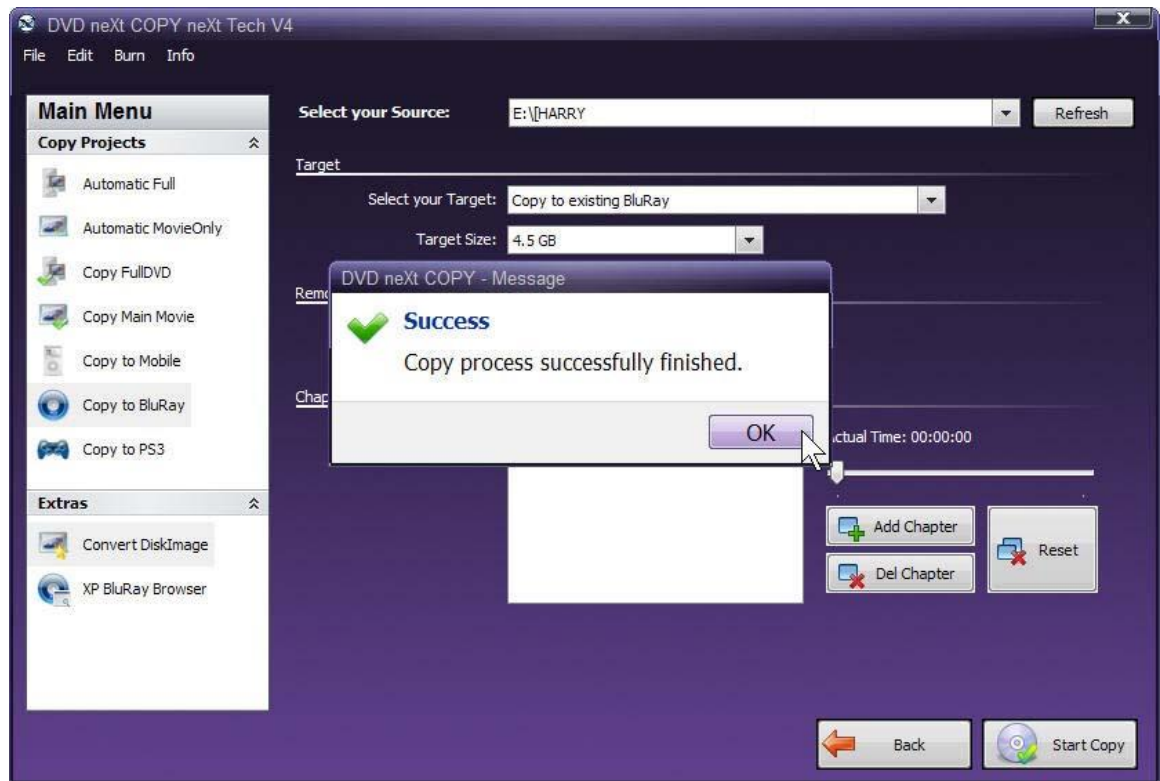 DVD neXt COPY neXt Tech V4
X
File Edit Burn Info
Main Menu
Copy Projects
Automatic Full
Automatic MovieOnly
Copy FullDVD
Copy Main Movie
Copy to Mobile
Copy to BluRay
Copy to PS3
Extras
Convert DiskImage
XP BluRay Browser
Select your Source: E:\[HARRY Refresh
Target
Select your Target: Copy to existing BluRay
Target Size: 4.5 GB
Remo
Chap
DVD neXt COPY - Message
Success
Copy process successfully finished.
OK
ctual Time: 00:00:00
Add Chapter
Del Chapter
Reset
Back
Start Copy